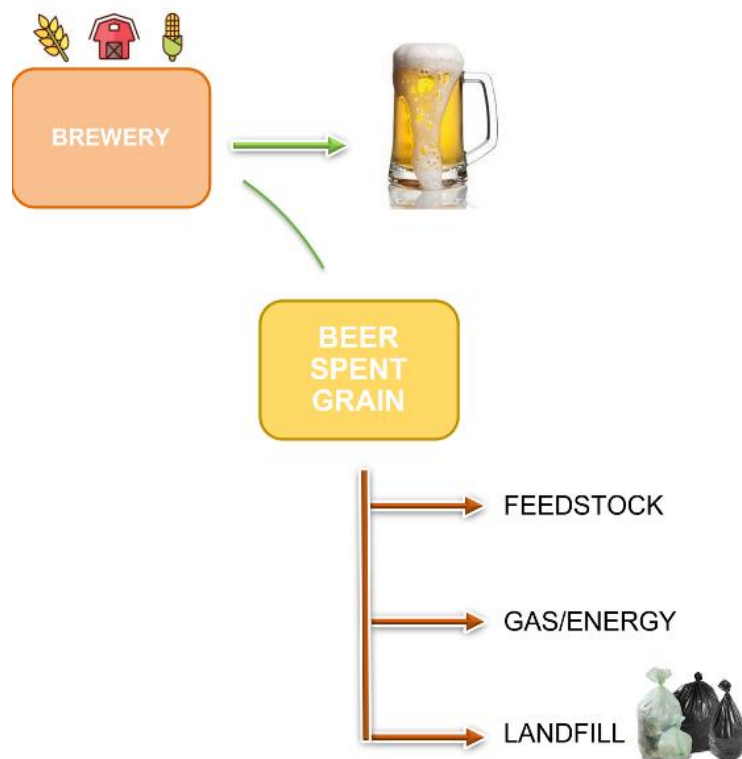 BREWERY
BEER
SPENT
GRAIN
FEEDSTOCK
GAS/ENERGY
LANDFILL